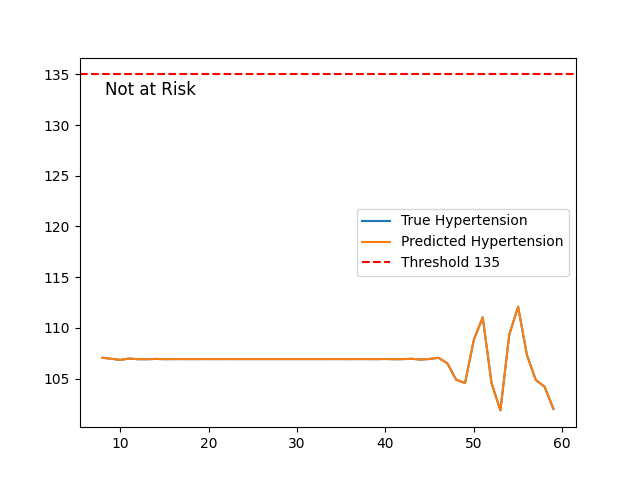 135
Not at Risk
130
125
120
115
110
105
True Hypertension
Predicted Hypertension
Threshold 135
10 20 30 40 50 60